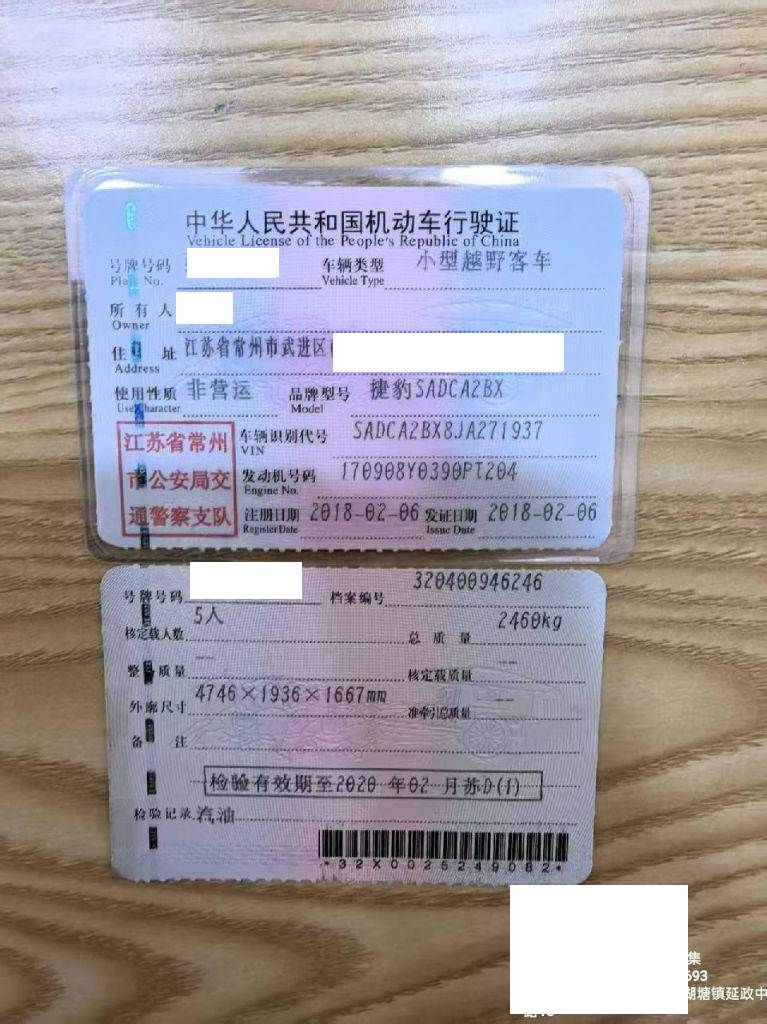 中华人民共和国机动车行驶证
Vehicle License of the People's Republic of China
号牌号码 车辆类型 小型越野客车
Plate No. Vehicle Type
所有人
Owner
住址 江苏省常州市武进区
Address
使用性质 非营运 品牌型号 捷豹SADCA2BX
Use Character Model
江苏省常州 车辆识别代号 SADCA2BX8JA271937
VIN
市公安局交 发动机号码 170908Y0390PT204
Engine No.
通警察支队 注册日期 2018-02-06 发证日期 2018-02-06
Register Date Issue Date
号牌号码 档案编号 320400946246
核定载人数 5人 总质量 2460kg
整备质量 -- 核定载质量 --
外廓尺寸 4746×1936×1667mm 准牵引总质量 --
备注
检验有效期至2020年02月苏D(1)
检验记录 汽油
*32X0026249082*
集
693
湖塘镇延政中